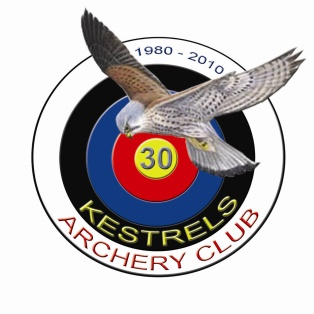 1980 - 2010
30
KESTRELS
ARCHERY CLUB